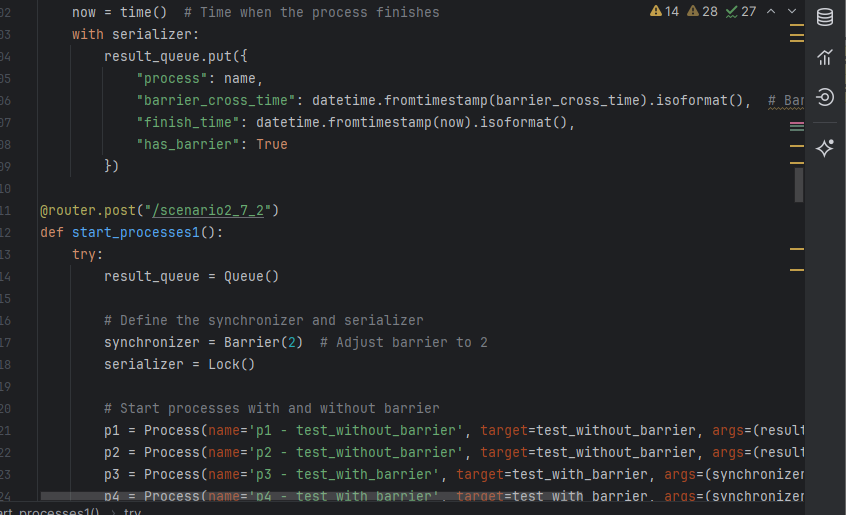 02 now = time()  # Time when the process finishes
14 28 27
03 with serializer:
04 result_queue.put({
05 "process": name,
06 "barrier_cross_time": datetime.fromtimestamp(barrier_cross_time).isoformat(),  # Bar
07 "finish_time": datetime.fromtimestamp(now).isoformat(),
08 "has_barrier": True
09 })
10
11 @router.post("/scenario2_7_2")
12 def start_processes1():
13 try:
14 result_queue = Queue()
15
16 # Define the synchronizer and serializer
17 synchronizer = Barrier(2)  # Adjust barrier to 2
18 serializer = Lock()
19
20 # Start processes with and without barrier
21 p1 = Process(name='p1 - test_without_barrier', target=test_without_barrier, args=(result
22 p2 = Process(name='p2 - test_without_barrier', target=test_without_barrier, args=(result
23 p3 = Process(name='p3 - test_with_barrier', target=test_with_barrier, args=(synchronizer
24 p4 = Process(name='p4 - test_with_barrier', target=test_with_barrier, args=(synchronizer
art_processes1() › try